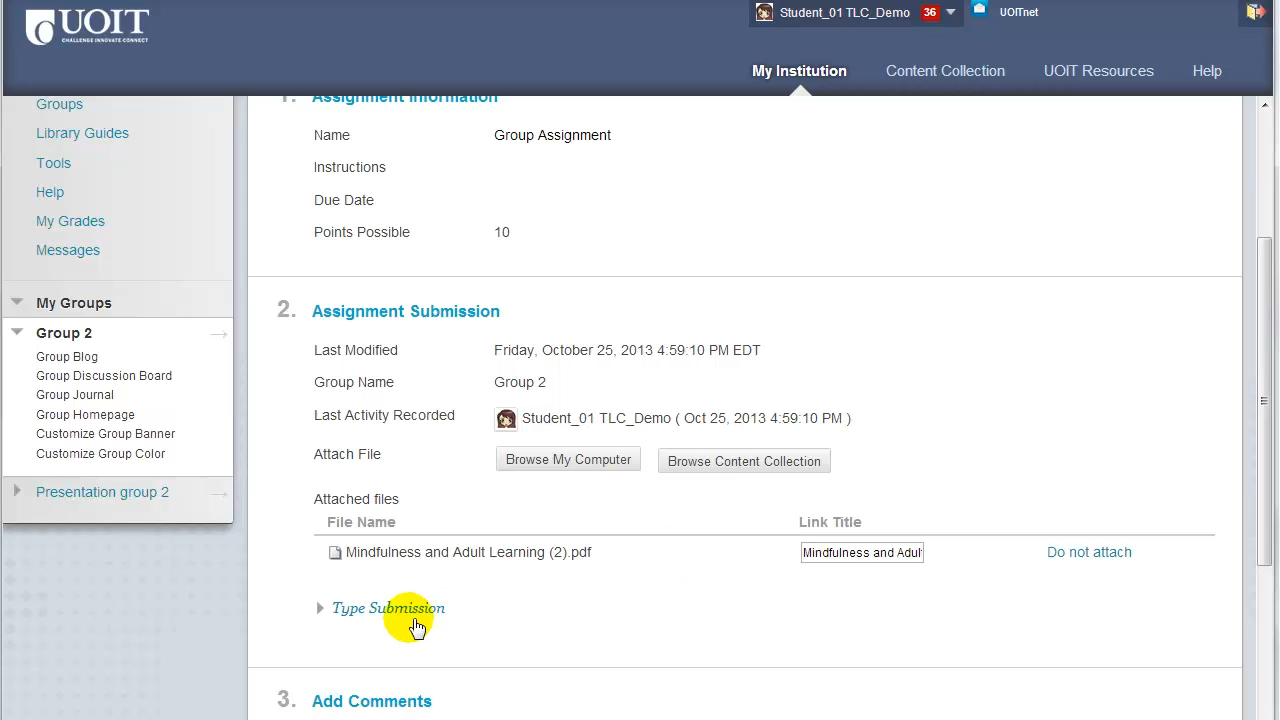 UOIT
CHALLENGE INNOVATE CONNECT
Student_01 TLC_Demo 36
UOITnet
My Institution Content Collection UOIT Resources Help
Groups
Library Guides
Tools
Help
My Grades
Messages
My Groups
Group 2
Group Blog
Group Discussion Board
Group Journal
Group Homepage
Customize Group Banner
Customize Group Color
Presentation group 2
1. Assignment Information
Name Group Assignment
Instructions
Due Date
Points Possible 10
2. Assignment Submission
Last Modified Friday, October 25, 2013 4:59:10 PM EDT
Group Name Group 2
Last Activity Recorded Student_01 TLC_Demo ( Oct 25, 2013 4:59:10 PM )
Attach File Browse My Computer Browse Content Collection
Attached files
File Name Link Title
Mindfulness and Adult Learning (2).pdf Mindfulness and Adul Do not attach
Type Submission
3. Add Comments